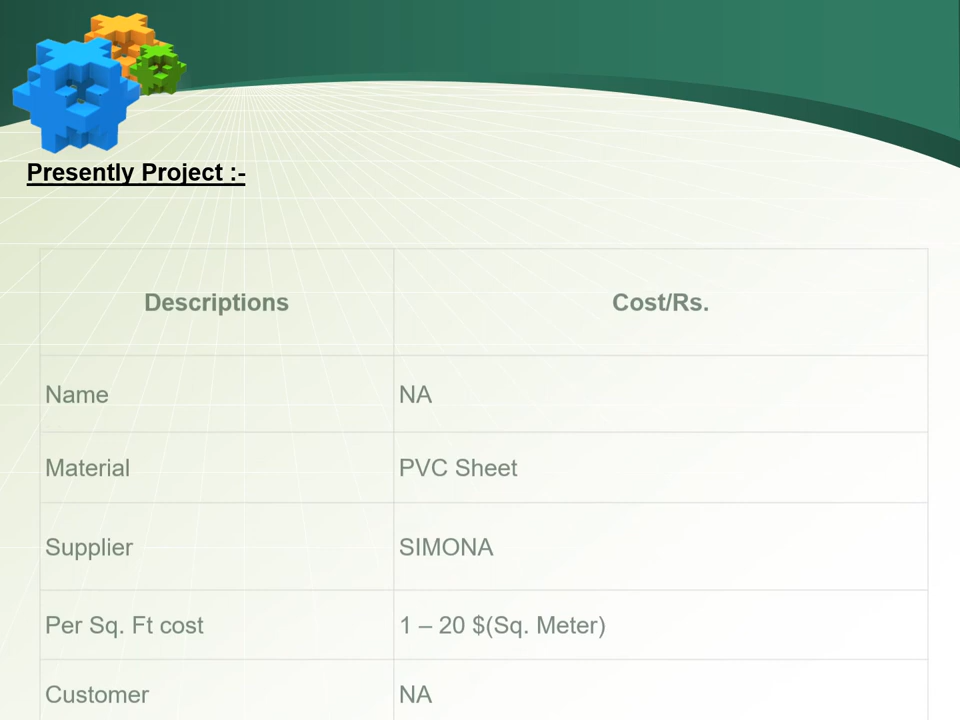 Presently Project :-
Descriptions Cost/Rs.
Name NA
Material PVC Sheet
Supplier SIMONA
Per Sq. Ft cost 1 – 20 $(Sq. Meter)
Customer NA